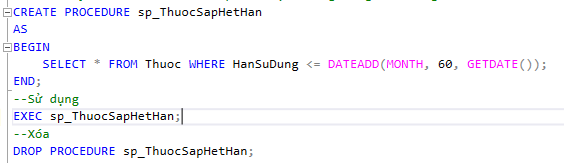 CREATE PROCEDURE sp_ThuocSapHetHan
AS
BEGIN
    SELECT * FROM Thuoc WHERE HanSuDung <= DATEADD(MONTH, 60, GETDATE());
END;
--Sử dụng
EXEC sp_ThuocSapHetHan;
--Xóa
DROP PROCEDURE sp_ThuocSapHetHan;